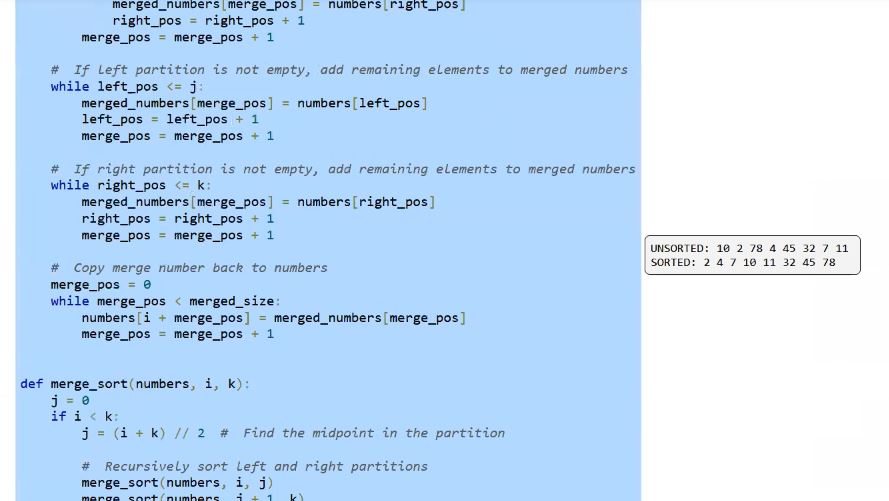 merged_numbers[merge_pos] = numbers[right_pos]
right_pos = right_pos + 1
merge_pos = merge_pos + 1
# If left partition is not empty, add remaining elements to merged numbers
while left_pos <= j:
merged_numbers[merge_pos] = numbers[left_pos]
left_pos = left_pos + 1
merge_pos = merge_pos + 1
# If right partition is not empty, add remaining elements to merged numbers
while right_pos <= k:
merged_numbers[merge_pos] = numbers[right_pos]
right_pos = right_pos + 1
merge_pos = merge_pos + 1
# Copy merge number back to numbers
merge_pos = 0
while merge_pos < merged_size:
numbers[i + merge_pos] = merged_numbers[merge_pos]
merge_pos = merge_pos + 1
def merge_sort(numbers, i, k):
j = 0
if i < k:
j = (i + k) // 2 # Find the midpoint in the partition
# Recursively sort left and right partitions
merge_sort(numbers, i, j)
merge_sort(numbers, j + 1, k)
UNSORTED: 10 2 78 4 45 32 7 11
SORTED: 2 4 7 10 11 32 45 78